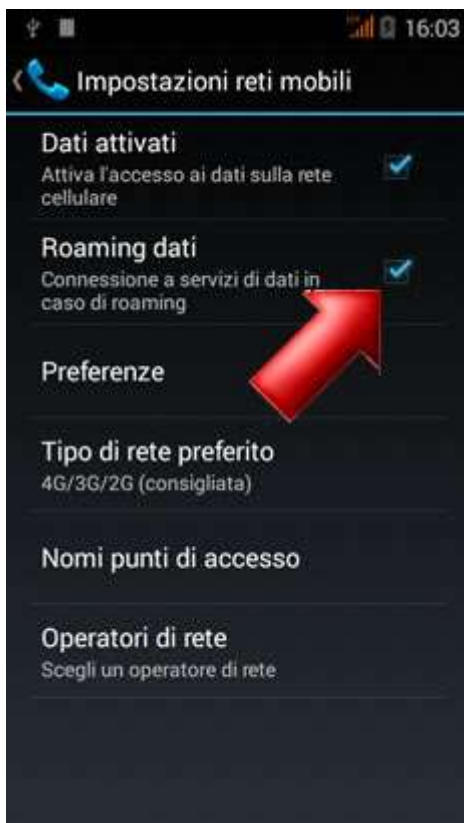 16:03
Impostazioni reti mobili
Dati attivati
Attiva l'accesso ai dati sulla rete
cellulare
Roaming dati
Connessione a servizi di dati in
caso di roaming
Preferenze
Tipo di rete preferito
4G/3G/2G (consigliata)
Nomi punti di accesso
Operatori di rete
Scegli un operatore di rete